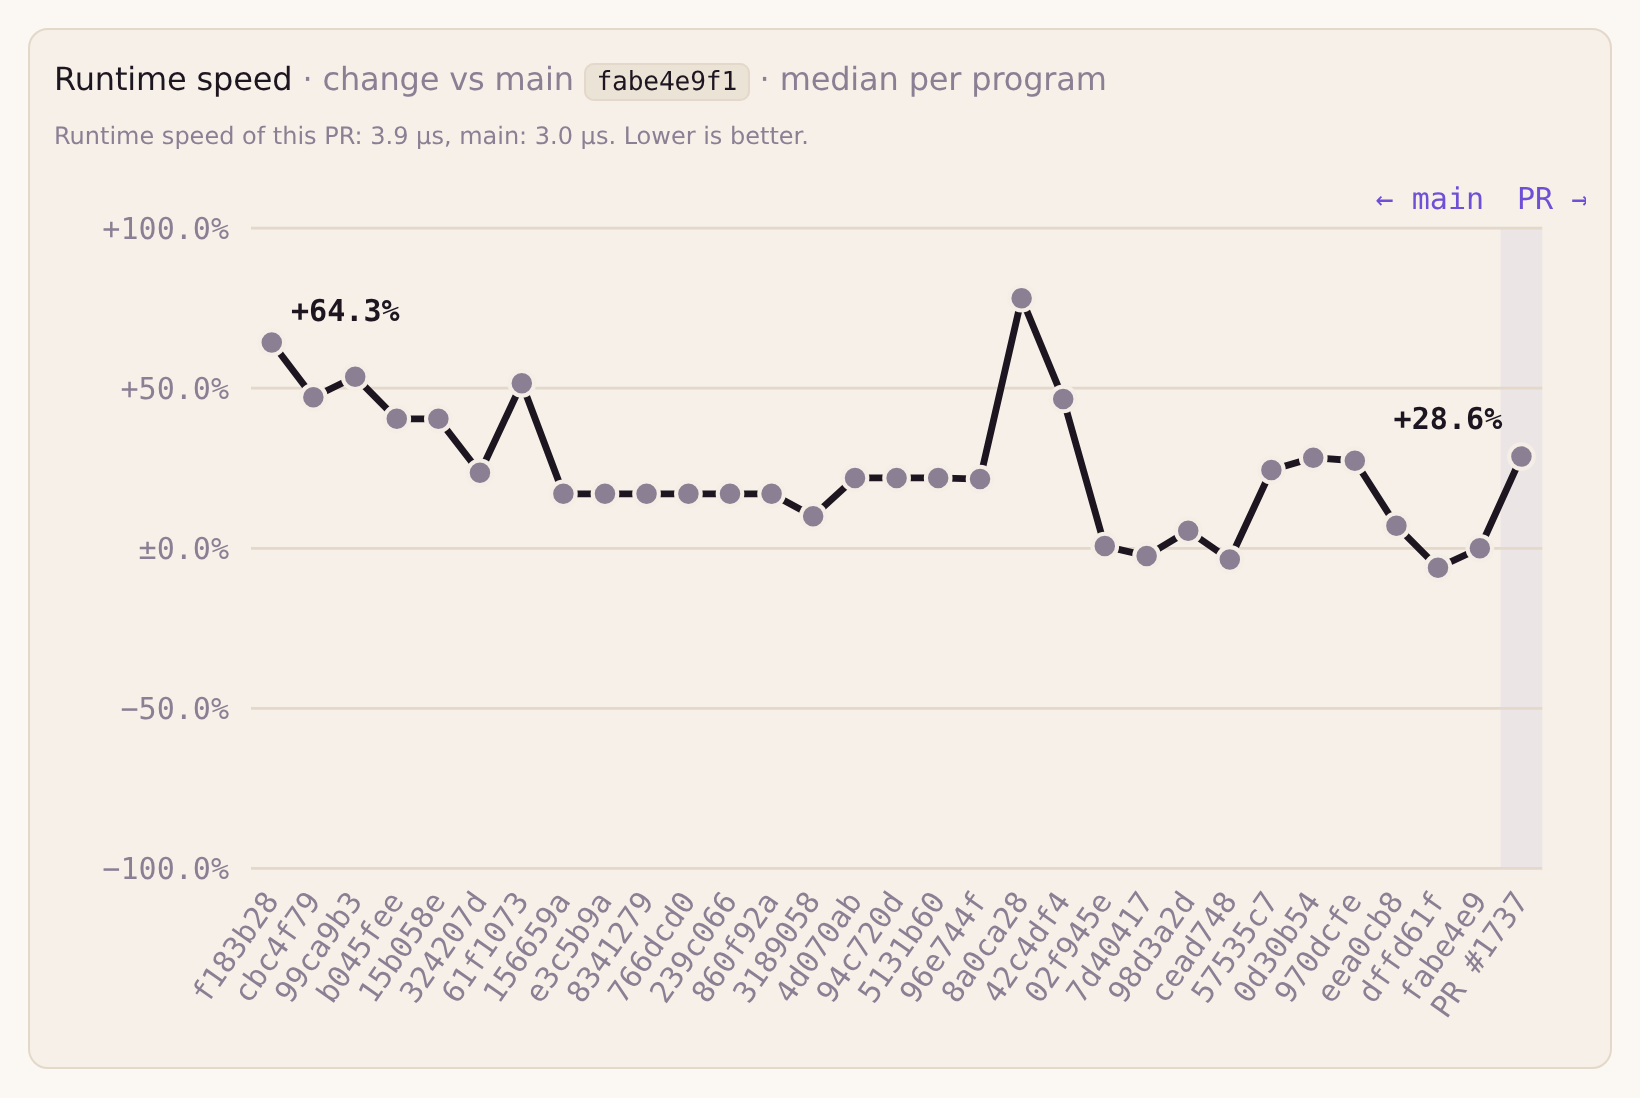 Runtime speed · change vs main fabe4e9f1 · median per program
Runtime speed of this PR: 3.9 µs, main: 3.0 µs. Lower is better.
← main PR →
+100.0%
+64.3%
+50.0%
+28.6%
±0.0%
−50.0%
−100.0%
f183b28
cbc4f79
99ca9b3
b045fee
15b058e
324207d
61f1073
156659a
e3c5b9a
8341279
766dcd0
239c066
860f92a
3189058
4d070ab
94c720d
5131b60
96e744f
8a0ca28
42c4df4
02f945e
7d40417
98d3a2d
cead748
57535c7
0d30b54
970dcfe
eea0cb8
dffd61f
fabe4e9
PR #1737